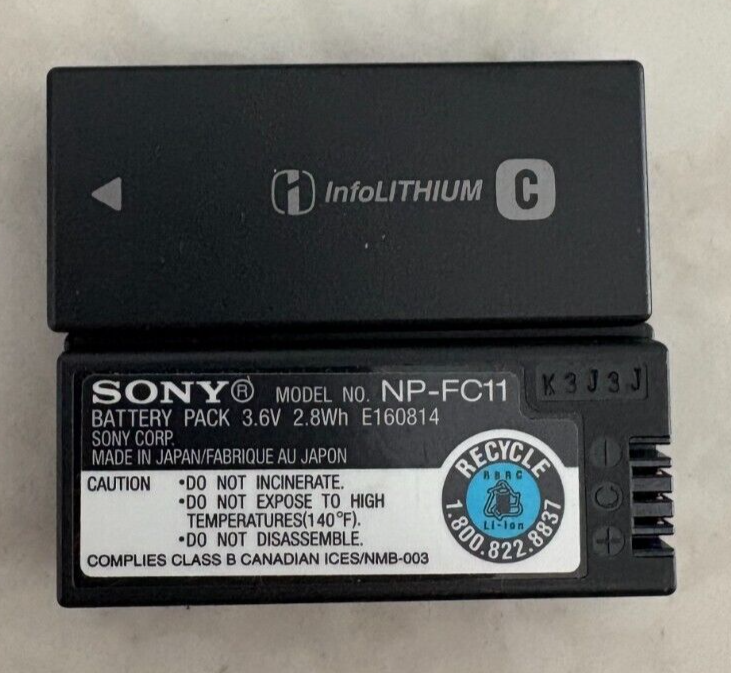 InfoLITHIUM C
SONY® MODEL NO. NP-FC11
K3J3J
BATTERY PACK 3.6V 2.8Wh E160814
SONY CORP.
MADE IN JAPAN/FABRIQUE AU JAPON
CAUTION •DO NOT INCINERATE.
•DO NOT EXPOSE TO HIGH
TEMPERATURES(140°F).
•DO NOT DISASSEMBLE.
COMPLIES CLASS B CANADIAN ICES/NMB-003
RECYCLE
RBRC
Li-Ion
1.800.822.8837
−
C
+